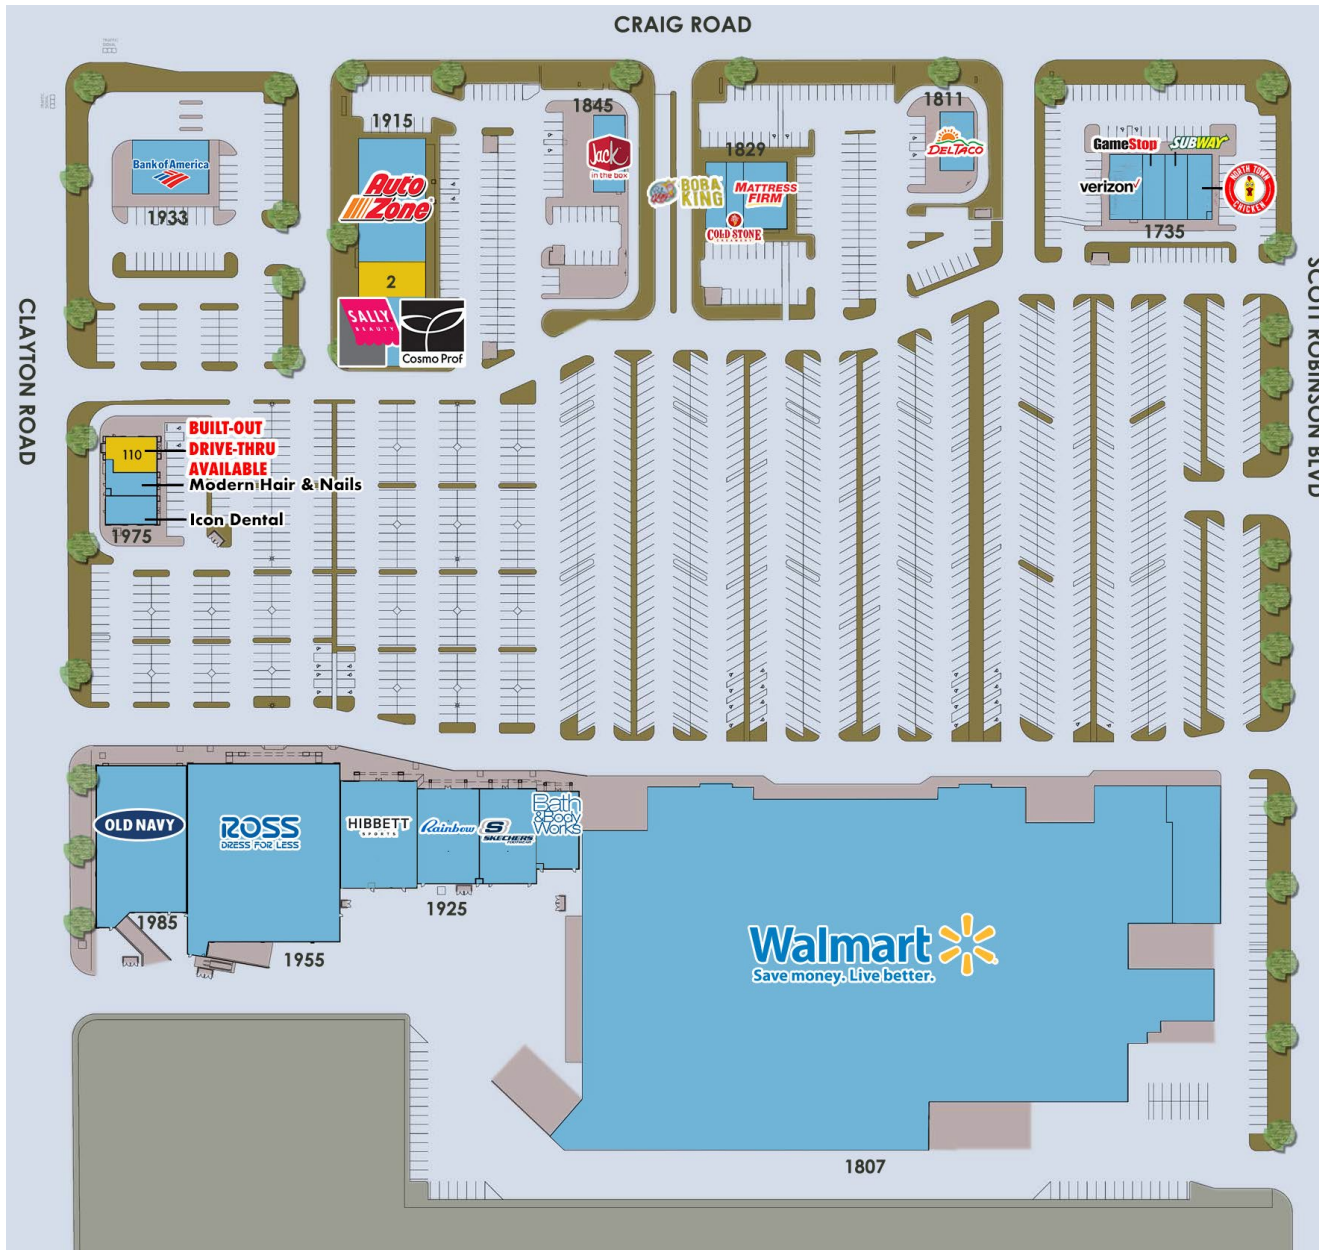 CRAIG ROAD
1845
1811
1915
1829
GameStop
SUBWAY
Bank of America
Jack
in the box
DEL TACO
Auto
Zone
BOBA
KING
MATTRESS
FIRM
verizon
NORTH TOWN
CHICKEN
1933
COLD STONE
CREAMERY
1735
2
SCOTT ROBINSON BLVD
CLAYTON ROAD
SALLY
BEAUTY
Cosmo Prof
BUILT-OUT
DRIVE-THRU
AVAILABLE
110
Modern Hair & Nails
Icon Dental
1975
OLD NAVY
ROSS
DRESS FOR LESS
HIBBETT
SPORTS
Rainbow
S
SKECHERS
Bath
& Body
Works
1985
1925
1955
Walmart
Save money. Live better.
1807